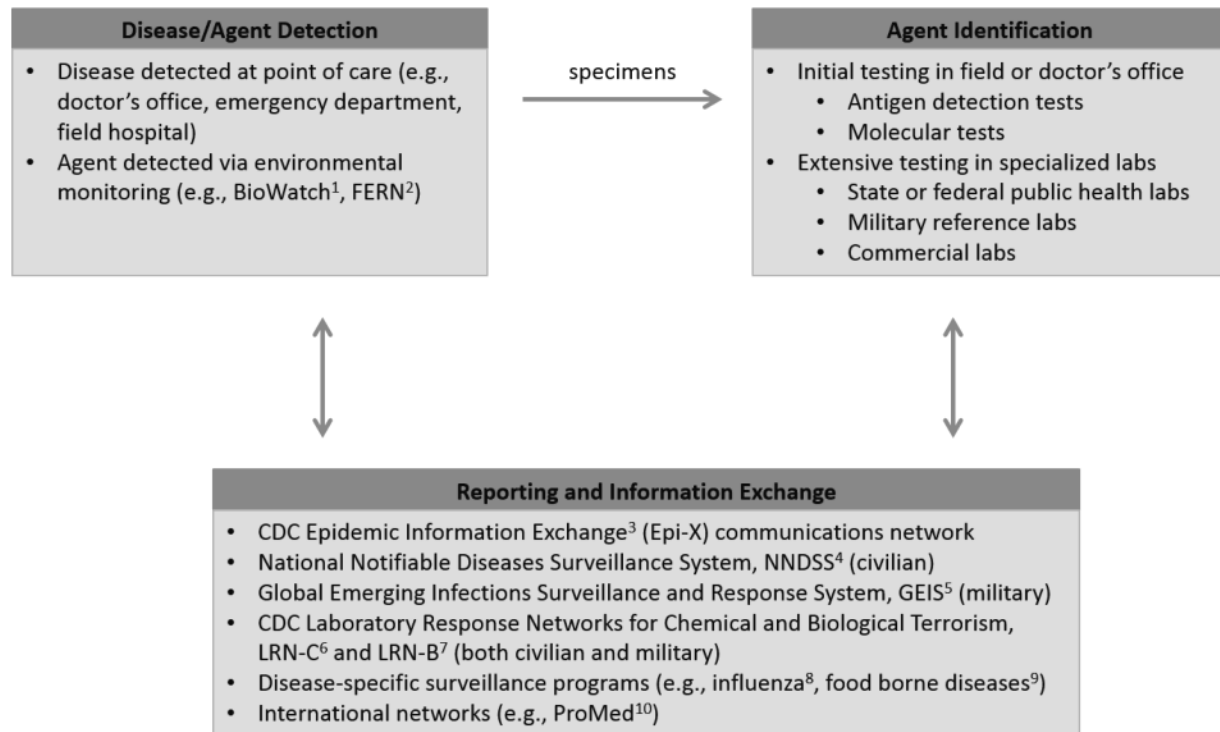 Disease/Agent Detection
• Disease detected at point of care (e.g.,
doctor's office, emergency department,
field hospital)
• Agent detected via environmental
monitoring (e.g., BioWatch¹, FERN²)
specimens
Agent Identification
• Initial testing in field or doctor's office
• Antigen detection tests
• Molecular tests
• Extensive testing in specialized labs
• State or federal public health labs
• Military reference labs
• Commercial labs
Reporting and Information Exchange
• CDC Epidemic Information Exchange³ (Epi-X) communications network
• National Notifiable Diseases Surveillance System, NNDSS⁴ (civilian)
• Global Emerging Infections Surveillance and Response System, GEIS⁵ (military)
• CDC Laboratory Response Networks for Chemical and Biological Terrorism,
LRN-C⁶ and LRN-B⁷ (both civilian and military)
• Disease-specific surveillance programs (e.g., influenza⁸, food borne diseases⁹)
• International networks (e.g., ProMed¹⁰)